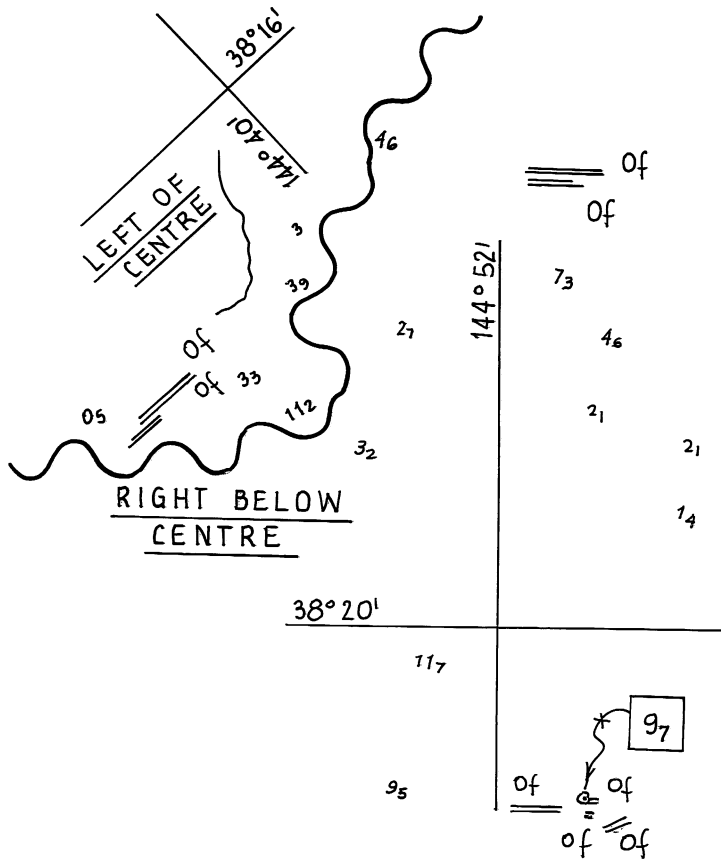 38°16'
144°40'
46
Of
Of
LEFT OF
CENTRE
3
144°52'
7₃
39
2₇
4₆
Of
Of
33
05
112
2₁
3₂
2₁
RIGHT BELOW
CENTRE
1₄
38°20'
11₇
9₇
9₅
Of
Of
Of
Of